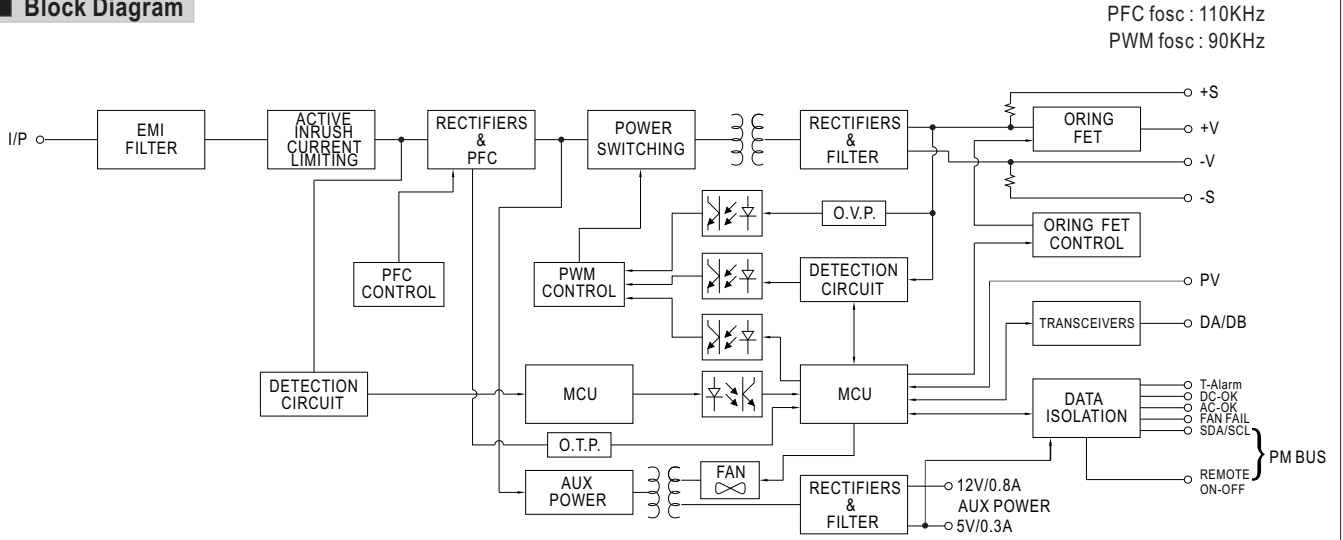 Block Diagram
PFC fosc : 110KHz
PWM fosc : 90KHz
I/P
EMI
FILTER
ACTIVE
INRUSH
CURRENT
LIMITING
RECTIFIERS
&
PFC
POWER
SWITCHING
RECTIFIERS
&
FILTER
ORING
FET
+S
+V
-V
-S
O.V.P.
ORING FET
CONTROL
PFC
CONTROL
PWM
CONTROL
DETECTION
CIRCUIT
PV
TRANSCEIVERS
DA/DB
DETECTION
CIRCUIT
MCU
MCU
DATA
ISOLATION
T-Alarm
DC-OK
AC-OK
FAN FAIL
SDA/SCL
PM BUS
REMOTE
ON-OFF
O.T.P.
AUX
POWER
FAN
RECTIFIERS
&
FILTER
12V/0.8A
AUX POWER
5V/0.3A